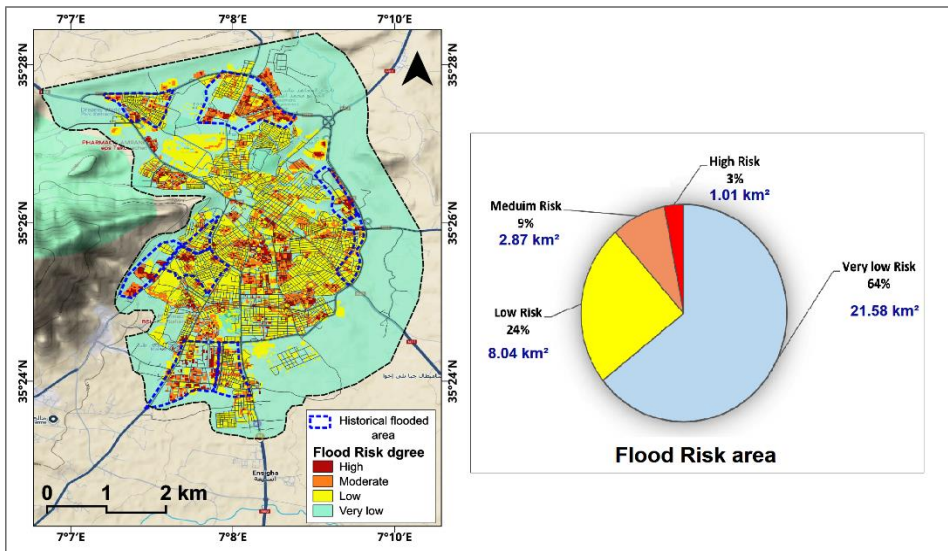 7°7'E
7°8'E
7°10'E
35°28'N
35°28'N
35°26'N
35°26'N
35°24'N
35°24'N
Ensigha
Historical flooded
area
Flood Risk dgree
High
Moderate
Low
Very low
0 1 2 km
7°7'E
7°8'E
7°10'E
High Risk
3%
1.01 km²
Meduim Risk
9%
2.87 km²
Very low Risk
64%
21.58 km²
Low Risk
24%
8.04 km²
Flood Risk area